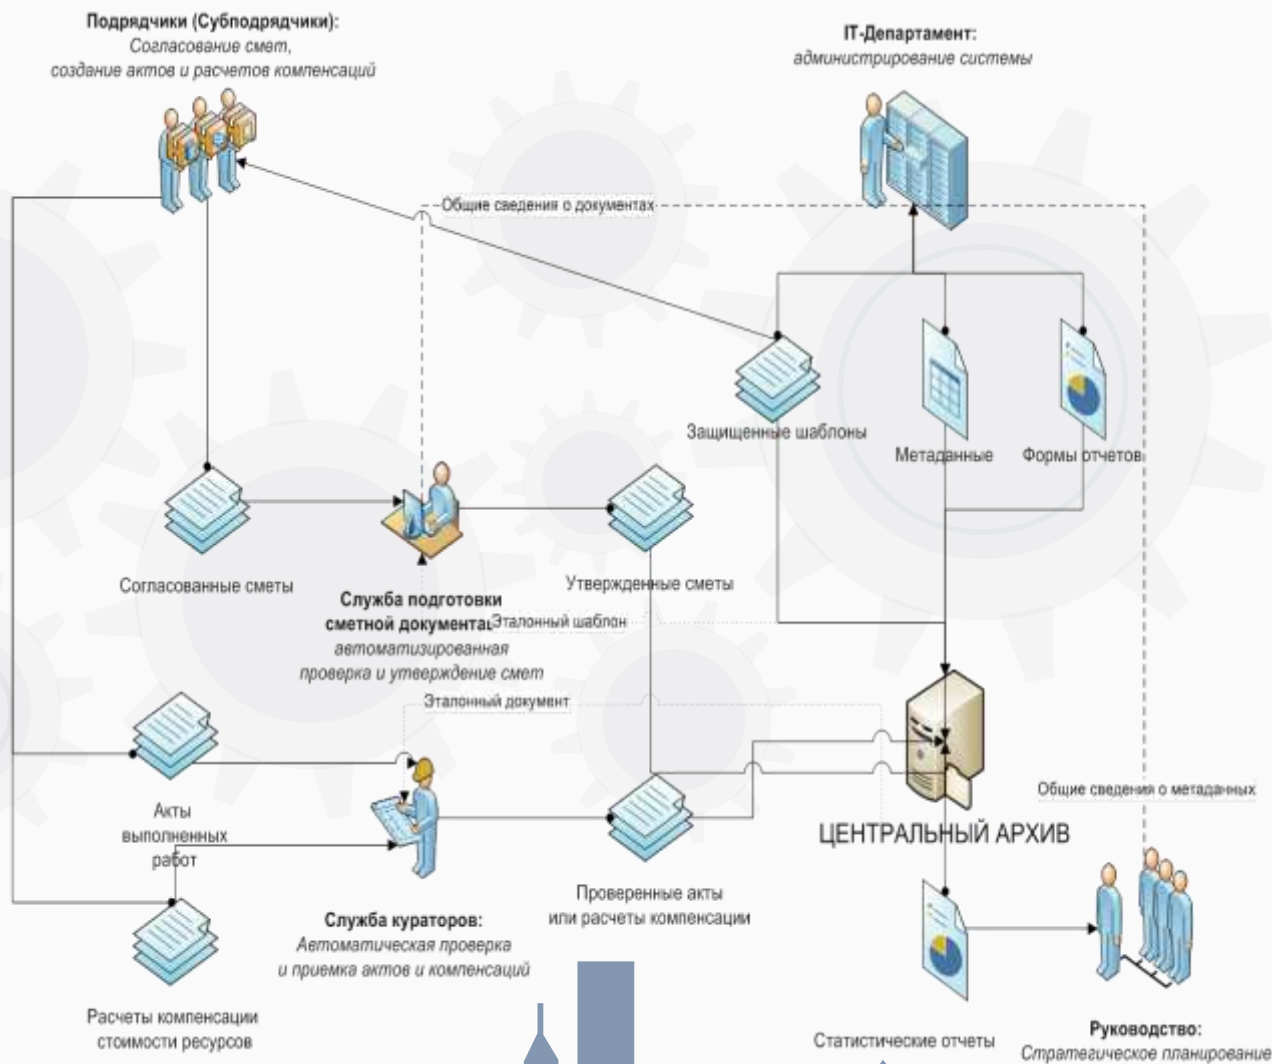 Подрядчики (Субподрядчики):
Согласование смет,
создание актов и расчетов компенсаций
IT-Департамент:
администрирование системы
Общие сведения о документах
Защищенные шаблоны
Метаданные
Формы отчетов
Согласованные сметы
Утвержденные сметы
Служба подготовки
сметной документац
Эталонный шаблон
автоматизированная
проверка и утверждение смет
Эталонный документ
Общие сведения о метаданных
Акты
выполненных
работ
ЦЕНТРАЛЬНЫЙ АРХИВ
Проверенные акты
или расчеты компенсации
Служба кураторов:
Автоматическая проверка
и приемка актов и компенсаций
Расчеты компенсации
стоимости ресурсов
Статистические отчеты
Руководство:
Стратегическое планирование